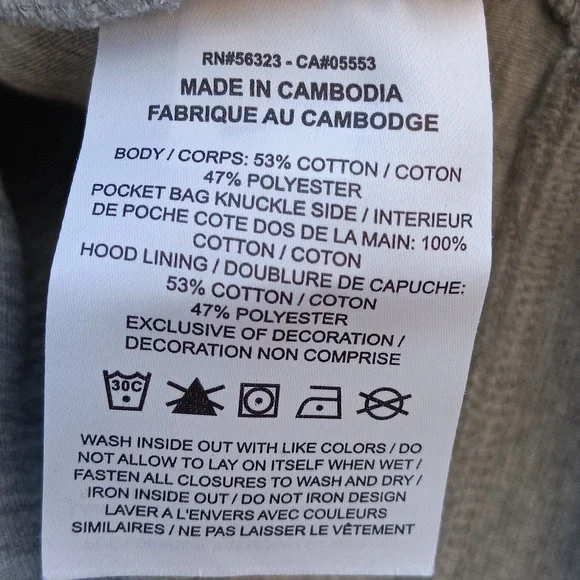 RN#56323 - CA#05553
MADE IN CAMBODIA
FABRIQUE AU CAMBODGE
BODY / CORPS: 53% COTTON / COTON
47% POLYESTER
POCKET BAG KNUCKLE SIDE / INTERIEUR
DE POCHE COTE DOS DE LA MAIN: 100%
COTTON / COTON
HOOD LINING / DOUBLURE DE CAPUCHE:
53% COTTON / COTON
47% POLYESTER
EXCLUSIVE OF DECORATION /
DECORATION NON COMPRISE
30C
WASH INSIDE OUT WITH LIKE COLORS / DO
NOT ALLOW TO LAY ON ITSELF WHEN WET /
FASTEN ALL CLOSURES TO WASH AND DRY /
IRON INSIDE OUT / DO NOT IRON DESIGN
LAVER A L'ENVERS AVEC COULEURS
SIMILAIRES / NE PAS LAISSER LE VÊTEMENT